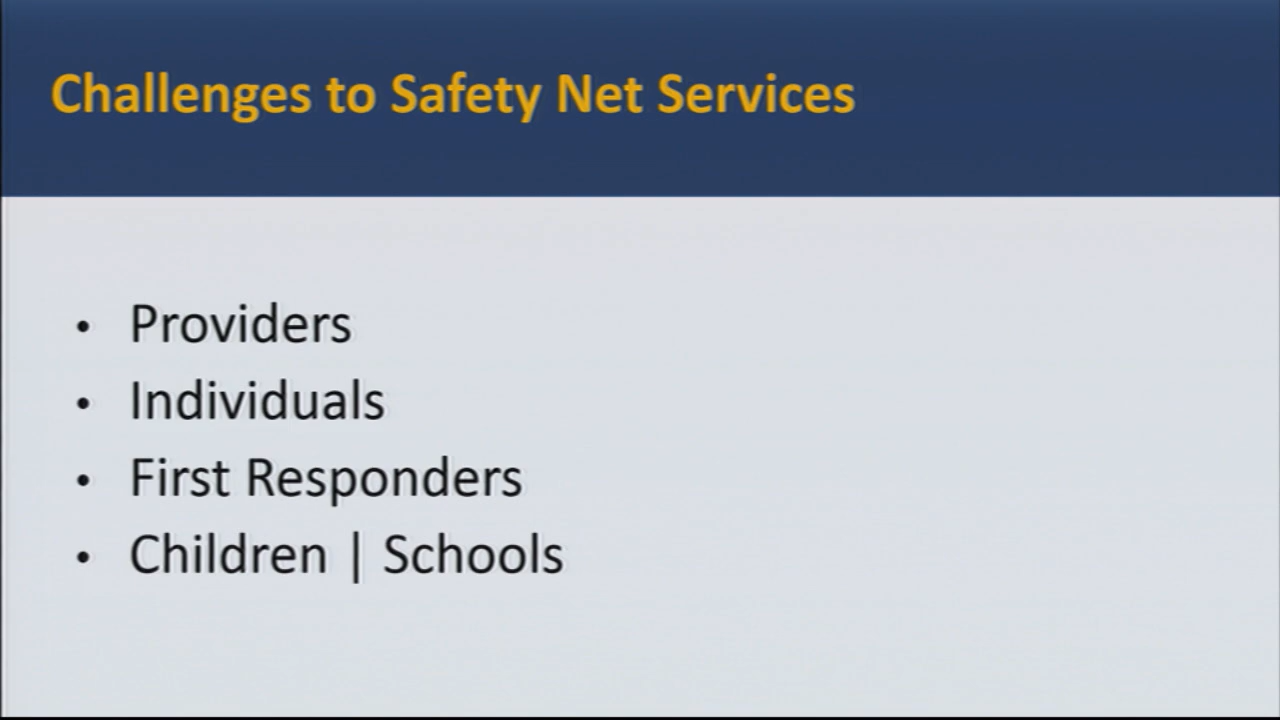 Challenges to Safety Net Services
• Providers
• Individuals
• First Responders
• Children | Schools